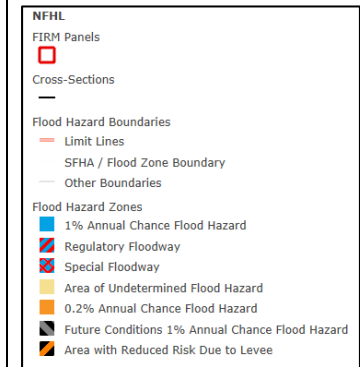 NFHL
FIRM Panels
Cross-Sections
Flood Hazard Boundaries
Limit Lines
SFHA / Flood Zone Boundary
Other Boundaries
Flood Hazard Zones
1% Annual Chance Flood Hazard
Regulatory Floodway
Special Floodway
Area of Undetermined Flood Hazard
0.2% Annual Chance Flood Hazard
Future Conditions 1% Annual Chance Flood Hazard
Area with Reduced Risk Due to Levee